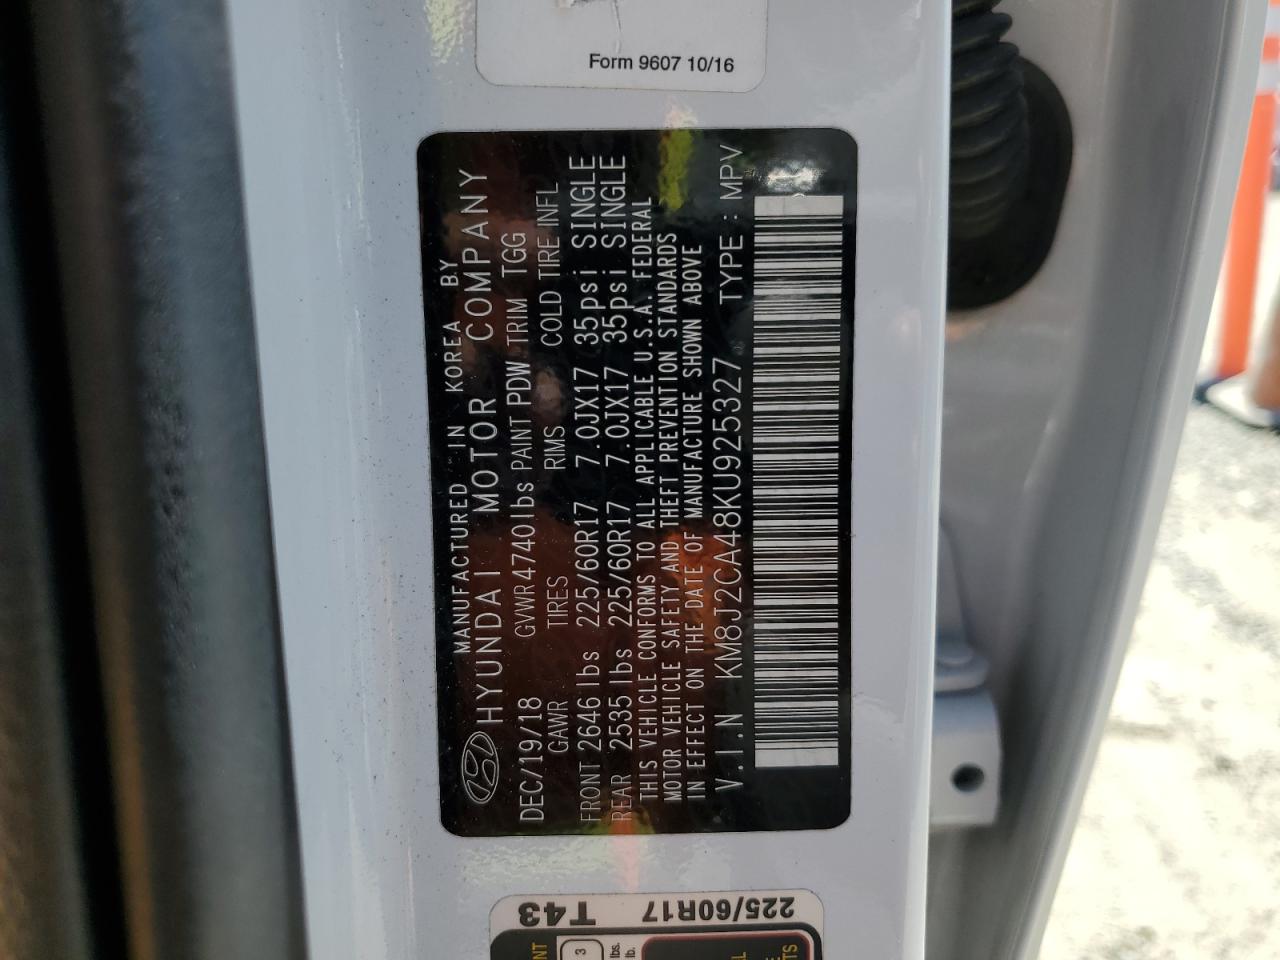 Form 9607 10/16
MANUFACTURED IN KOREA BY
HYUNDAI MOTOR COMPANY
DEC/19/18 GVWR 4740lbs PAINT PDW TRIM TGG
GAWR TIRES RIMS COLD TIRE INFL
FRONT 2646 lbs 225/60R17 7.0JX17 35psi SINGLE
REAR 2535 lbs 225/60R17 7.0JX17 35psi SINGLE
THIS VEHICLE CONFORMS TO ALL APPLICABLE U.S.A. FEDERAL
MOTOR VEHICLE SAFETY AND THEFT PREVENTION STANDARDS
IN EFFECT ON THE DATE OF MANUFACTURE SHOWN ABOVE
V.I.N KM8J2CA48KU925327 TYPE : MPV
T43
225/60R17
3
lbs.
lb.